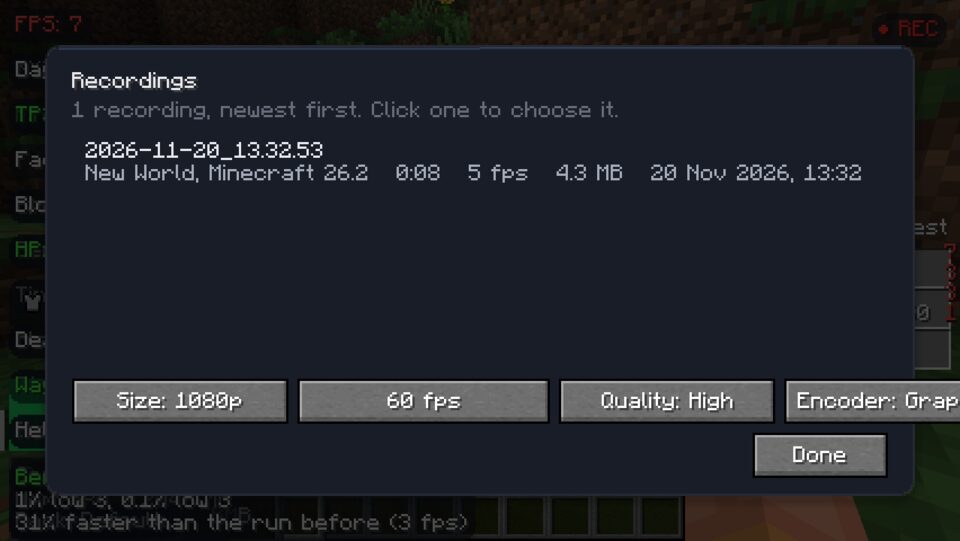 FPS: 7
REC
Recordings
1 recording, newest first. Click one to choose it.
2026-11-20_13.32.53
New World, Minecraft 26.2 0:08 5 fps 4.3 MB 20 Nov 2026, 13:32
Size: 1080p 60 fps Quality: High Encoder: Grap
Done
1% low 3, 0.1% low 3
31% faster than the run before (3 fps)